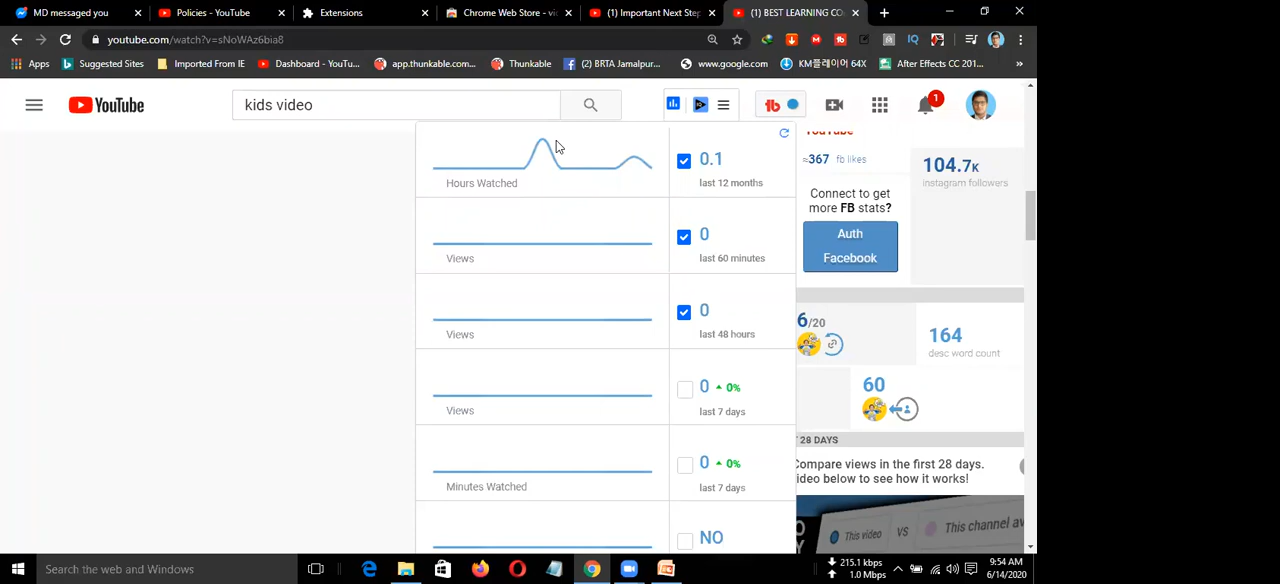 MD messaged you
Policies - YouTube
Extensions
Chrome Web Store - vi
(1) Important Next Step
(1) BEST LEARNING CO
youtube.com/watch?v=sNoWAz6bia8
Apps
Suggested Sites
Imported From IE
Dashboard - YouTu...
app.thunkable.com...
Thunkable
(2) BRTA Jamalpur...
www.google.com
KM플레이어 64X
After Effects CC 201...
»
YouTube
kids video
1
YouTube
≈367 fb likes
104.7K
instagram followers
Connect to get
more FB stats?
Auth
Facebook
Hours Watched
0.1
last 12 months
Views
0
last 60 minutes
Views
0
last 48 hours
Views
0 0%
last 7 days
Minutes Watched
0 0%
last 7 days
NO
6/20
164
desc word count
60
28 DAYS
Compare views in the first 28 days.
ideo below to see how it works!
This video VS This channel av
Search the web and Windows
215.1 kbps
1.0 Mbps
9:54 AM
6/14/2020